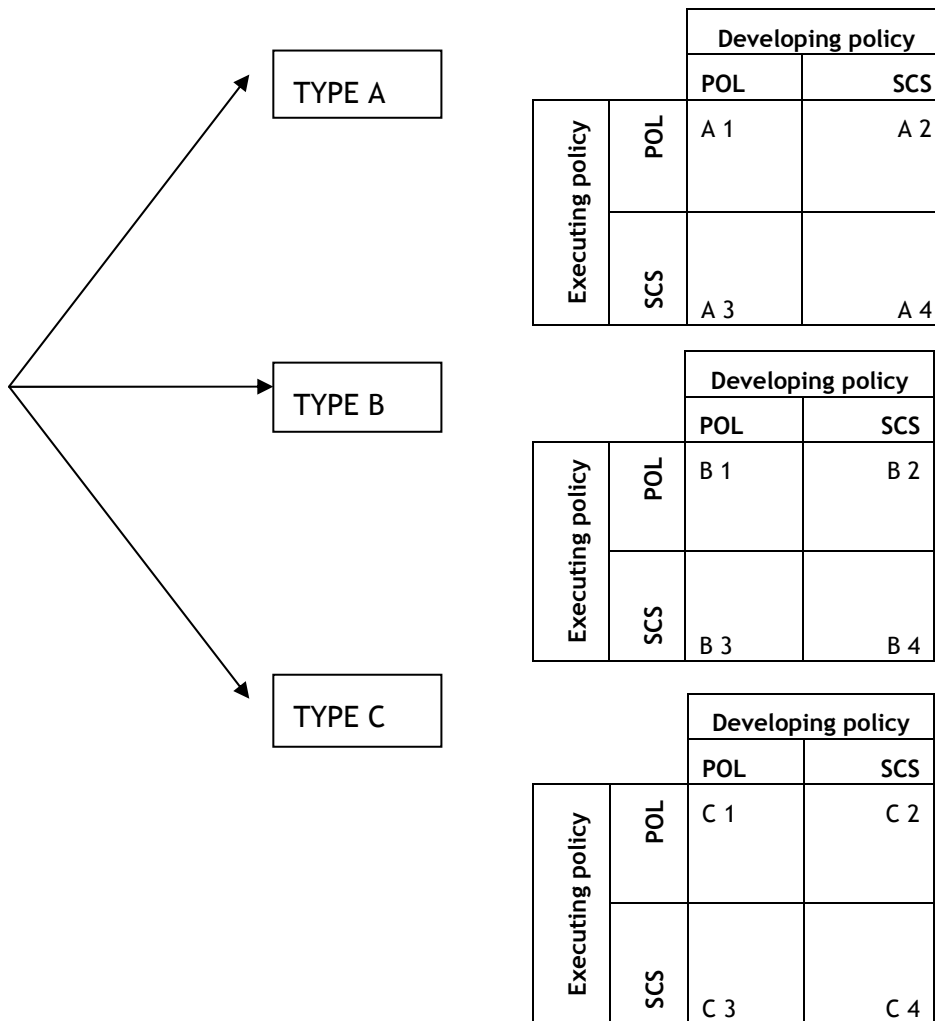 TYPE A
Developing policy
POL SCS
Executing policy
POL
A 1 A 2
SCS
A 3 A 4
TYPE B
Developing policy
POL SCS
Executing policy
POL
B 1 B 2
SCS
B 3 B 4
TYPE C
Developing policy
POL SCS
Executing policy
POL
C 1 C 2
SCS
C 3 C 4